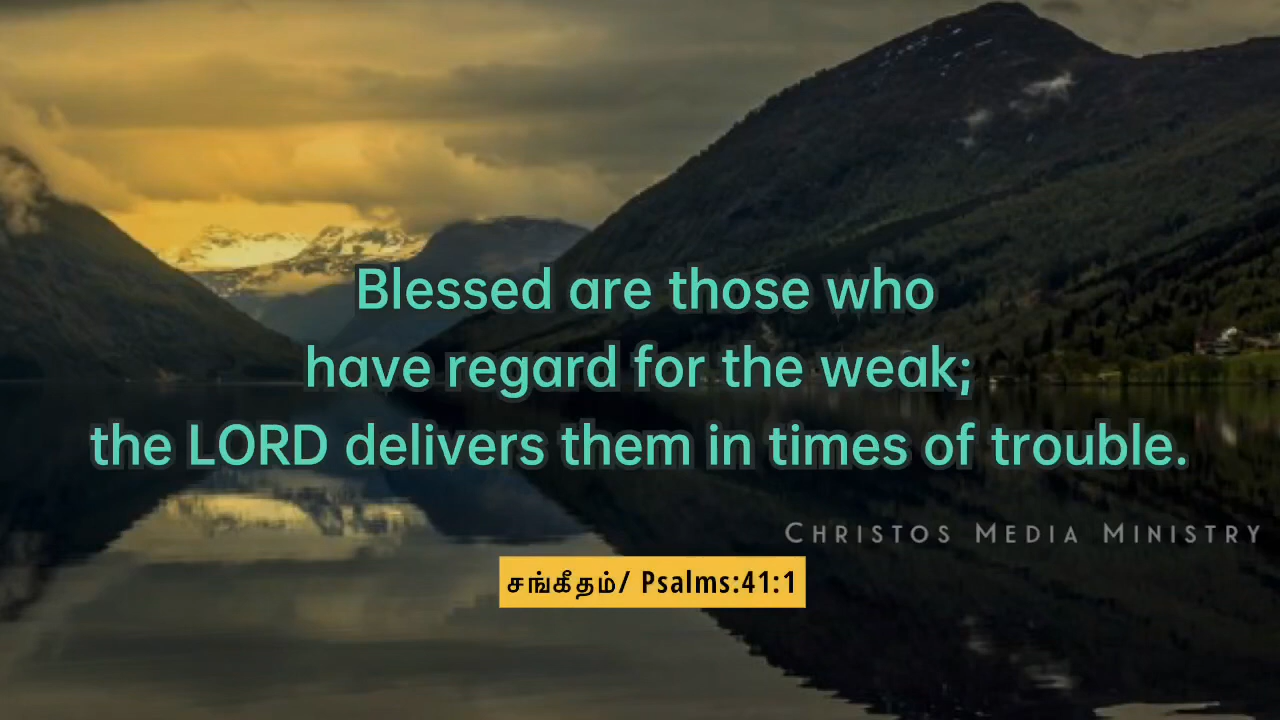 Blessed are those who
have regard for the weak;
the LORD delivers them in times of trouble.
Christos Media Ministry
சங்கீதம்/ Psalms:41:1